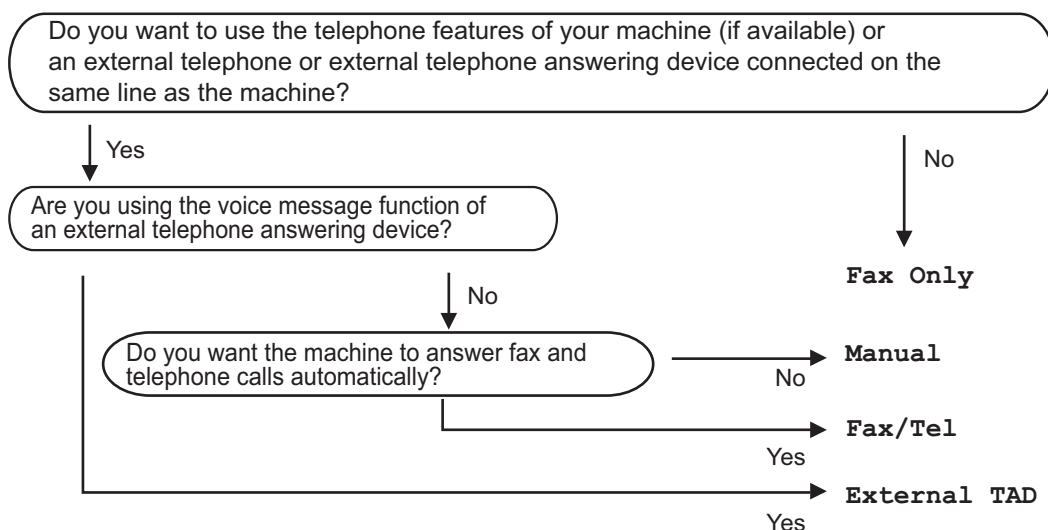 Do you want to use the telephone features of your machine (if available) or
an external telephone or external telephone answering device connected on the
same line as the machine?
Yes
No
Are you using the voice message function of
an external telephone answering device?
Fax Only
No
Do you want the machine to answer fax and
telephone calls automatically?
Manual
No
Fax/Tel
Yes
External TAD
Yes